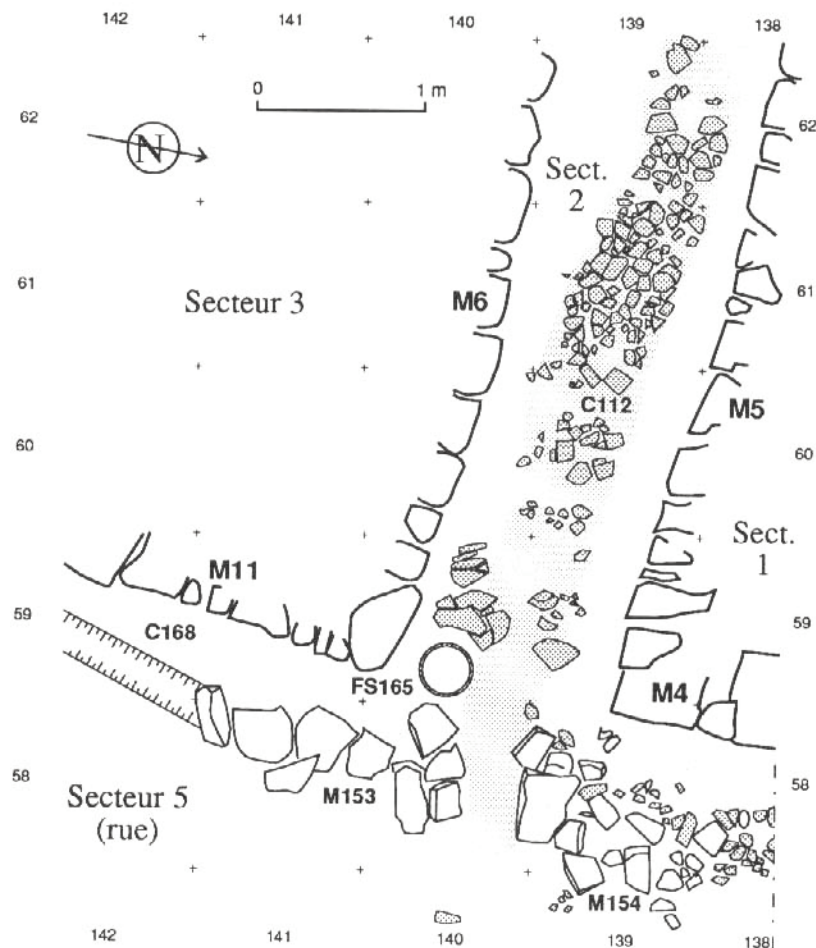 142 141 140 139 138
0 1 m
62 62
N
Sect.
2
61 61
Secteur 3 M6
C112 M5
60 60
Sect.
1
M11
59 59
C168
FS165 M4
58 58
Secteur 5
(rue)
M153
M154
142 141 140 139 138